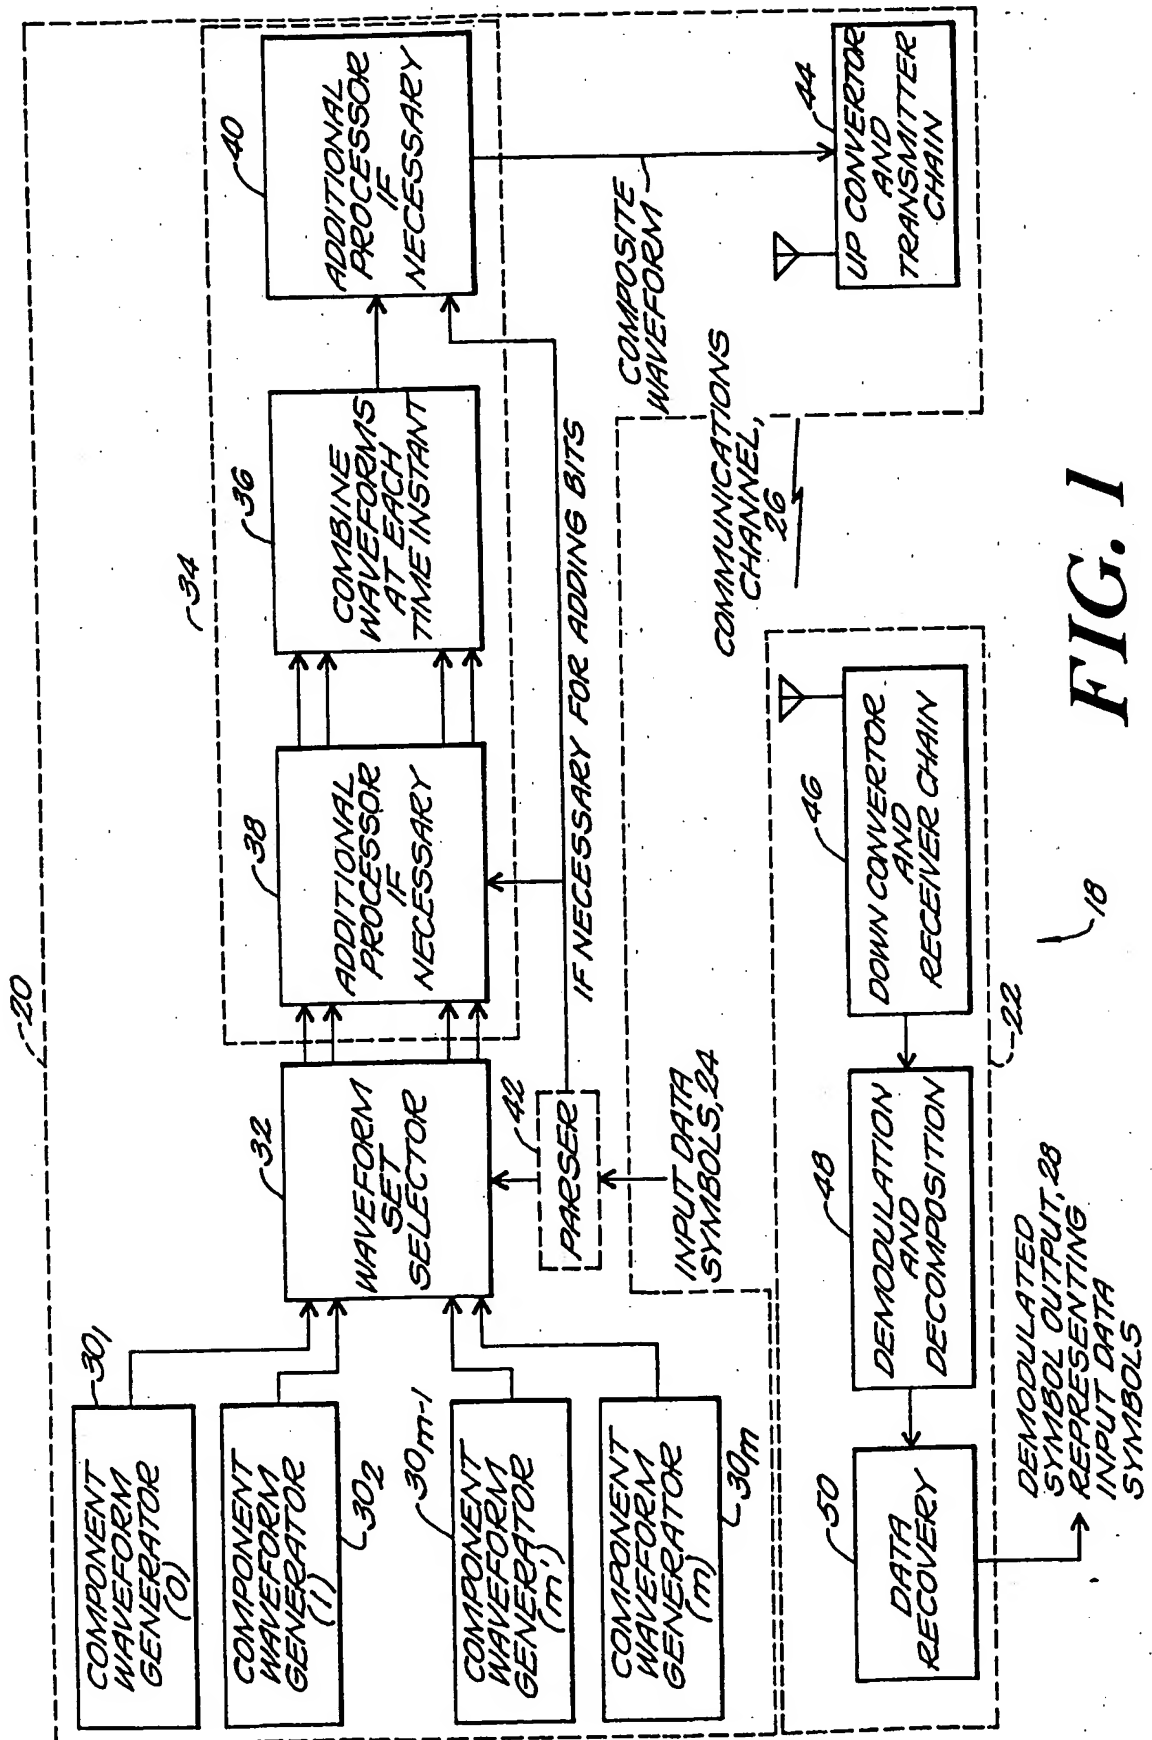 20
COMPONENT
WAVEFORM
GENERATOR
(0)
30₁
COMPONENT
WAVEFORM
GENERATOR
(1)
30₂
COMPONENT
WAVEFORM
GENERATOR
(m')
30m-1
COMPONENT
WAVEFORM
GENERATOR
(m)
30m
32
WAVEFORM
SET
SELECTOR
42
PARSER
INPUT DATA
SYMBOLS, 24
34
38
ADDITIONAL
PROCESSOR
IF
NECESSARY
36
COMBINE
WAVEFORMS
AT EACH
TIME INSTANT
40
ADDITIONAL
PROCESSOR
IF
NECESSARY
IF NECESSARY FOR ADDING BITS
COMPOSITE
WAVEFORM
44
UP CONVERTOR
AND
TRANSMITTER
CHAIN
COMMUNICATIONS
CHANNEL,
26
46
DOWN CONVERTOR
AND
RECEIVER CHAIN
48
DEMODULATION
AND
DECOMPOSITION
50
DATA
RECOVERY
22
18
DEMODULATED
SYMBOL OUTPUT, 28
REPRESENTING
INPUT DATA
SYMBOLS
FIG. 1